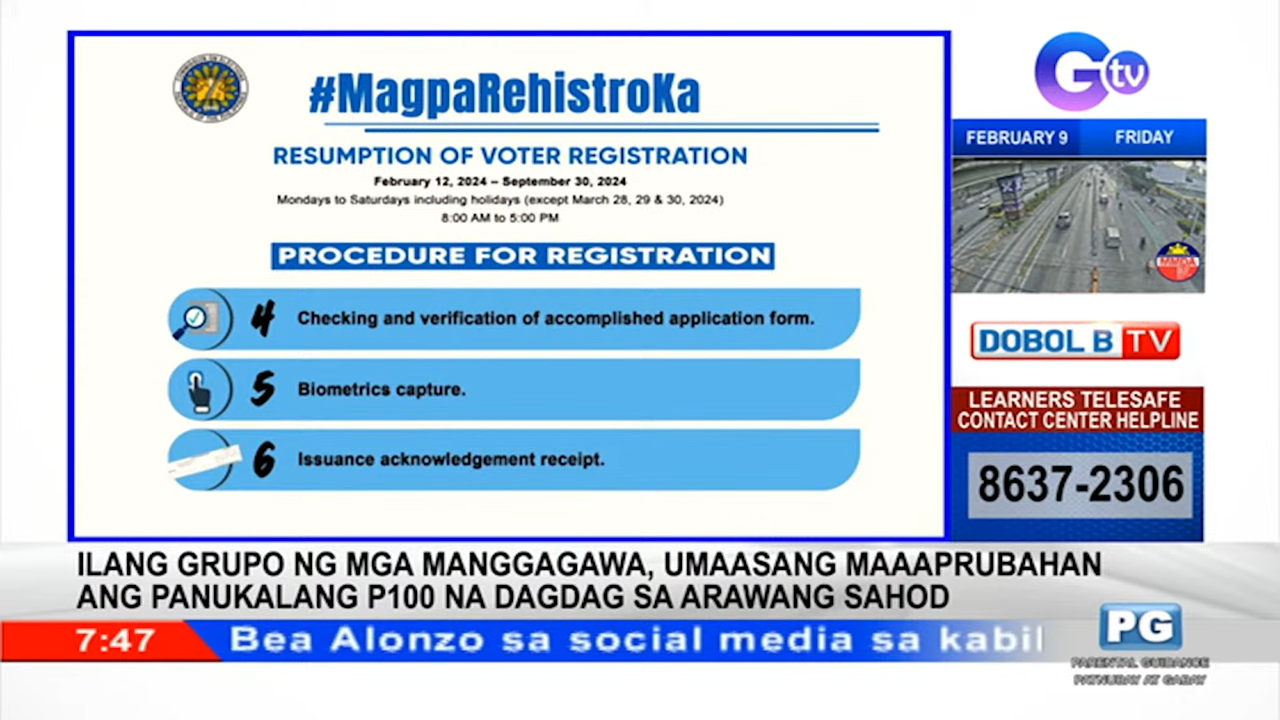 #MagpaRehistroKa
RESUMPTION OF VOTER REGISTRATION
February 12, 2024 – September 30, 2024
Mondays to Saturdays including holidays (except March 28, 29 & 30, 2024)
8:00 AM to 5:00 PM
PROCEDURE FOR REGISTRATION
4 Checking and verification of accomplished application form.
5 Biometrics capture.
6 Issuance acknowledgement receipt.
Gtv
FEBRUARY 9 FRIDAY
MMDA
DOBOL B TV
LEARNERS TELESAFE
CONTACT CENTER HELPLINE
8637-2306
ILANG GRUPO NG MGA MANGGAGAWA, UMAASANG MAAAPRUBAHAN
ANG PANUKALANG P100 NA DAGDAG SA ARAWANG SAHOD
7:47 Bea Alonzo sa social media sa kabil
PG
PARENTAL GUIDANCE
PATNUBAY AT GABAY